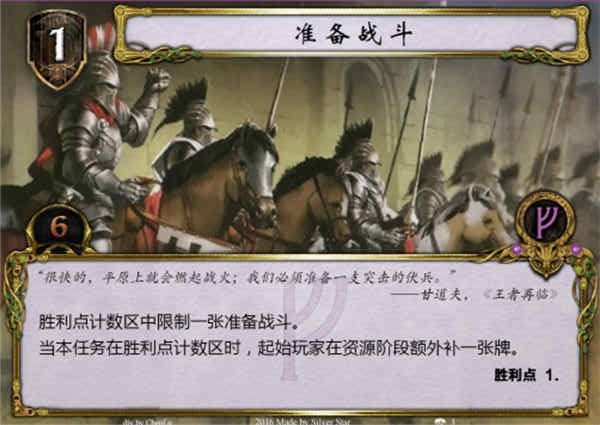 1
准备战斗
6
“很快的，平原上就会燃起战火；我们必须准备一支突击的伏兵。”
——甘道夫，《王者再临》
胜利点计数区中限制一张准备战斗。
当本任务在胜利点计数区时，起始玩家在资源阶段额外补一张牌。
胜利点 1.
2016 Made by Silver Star
1